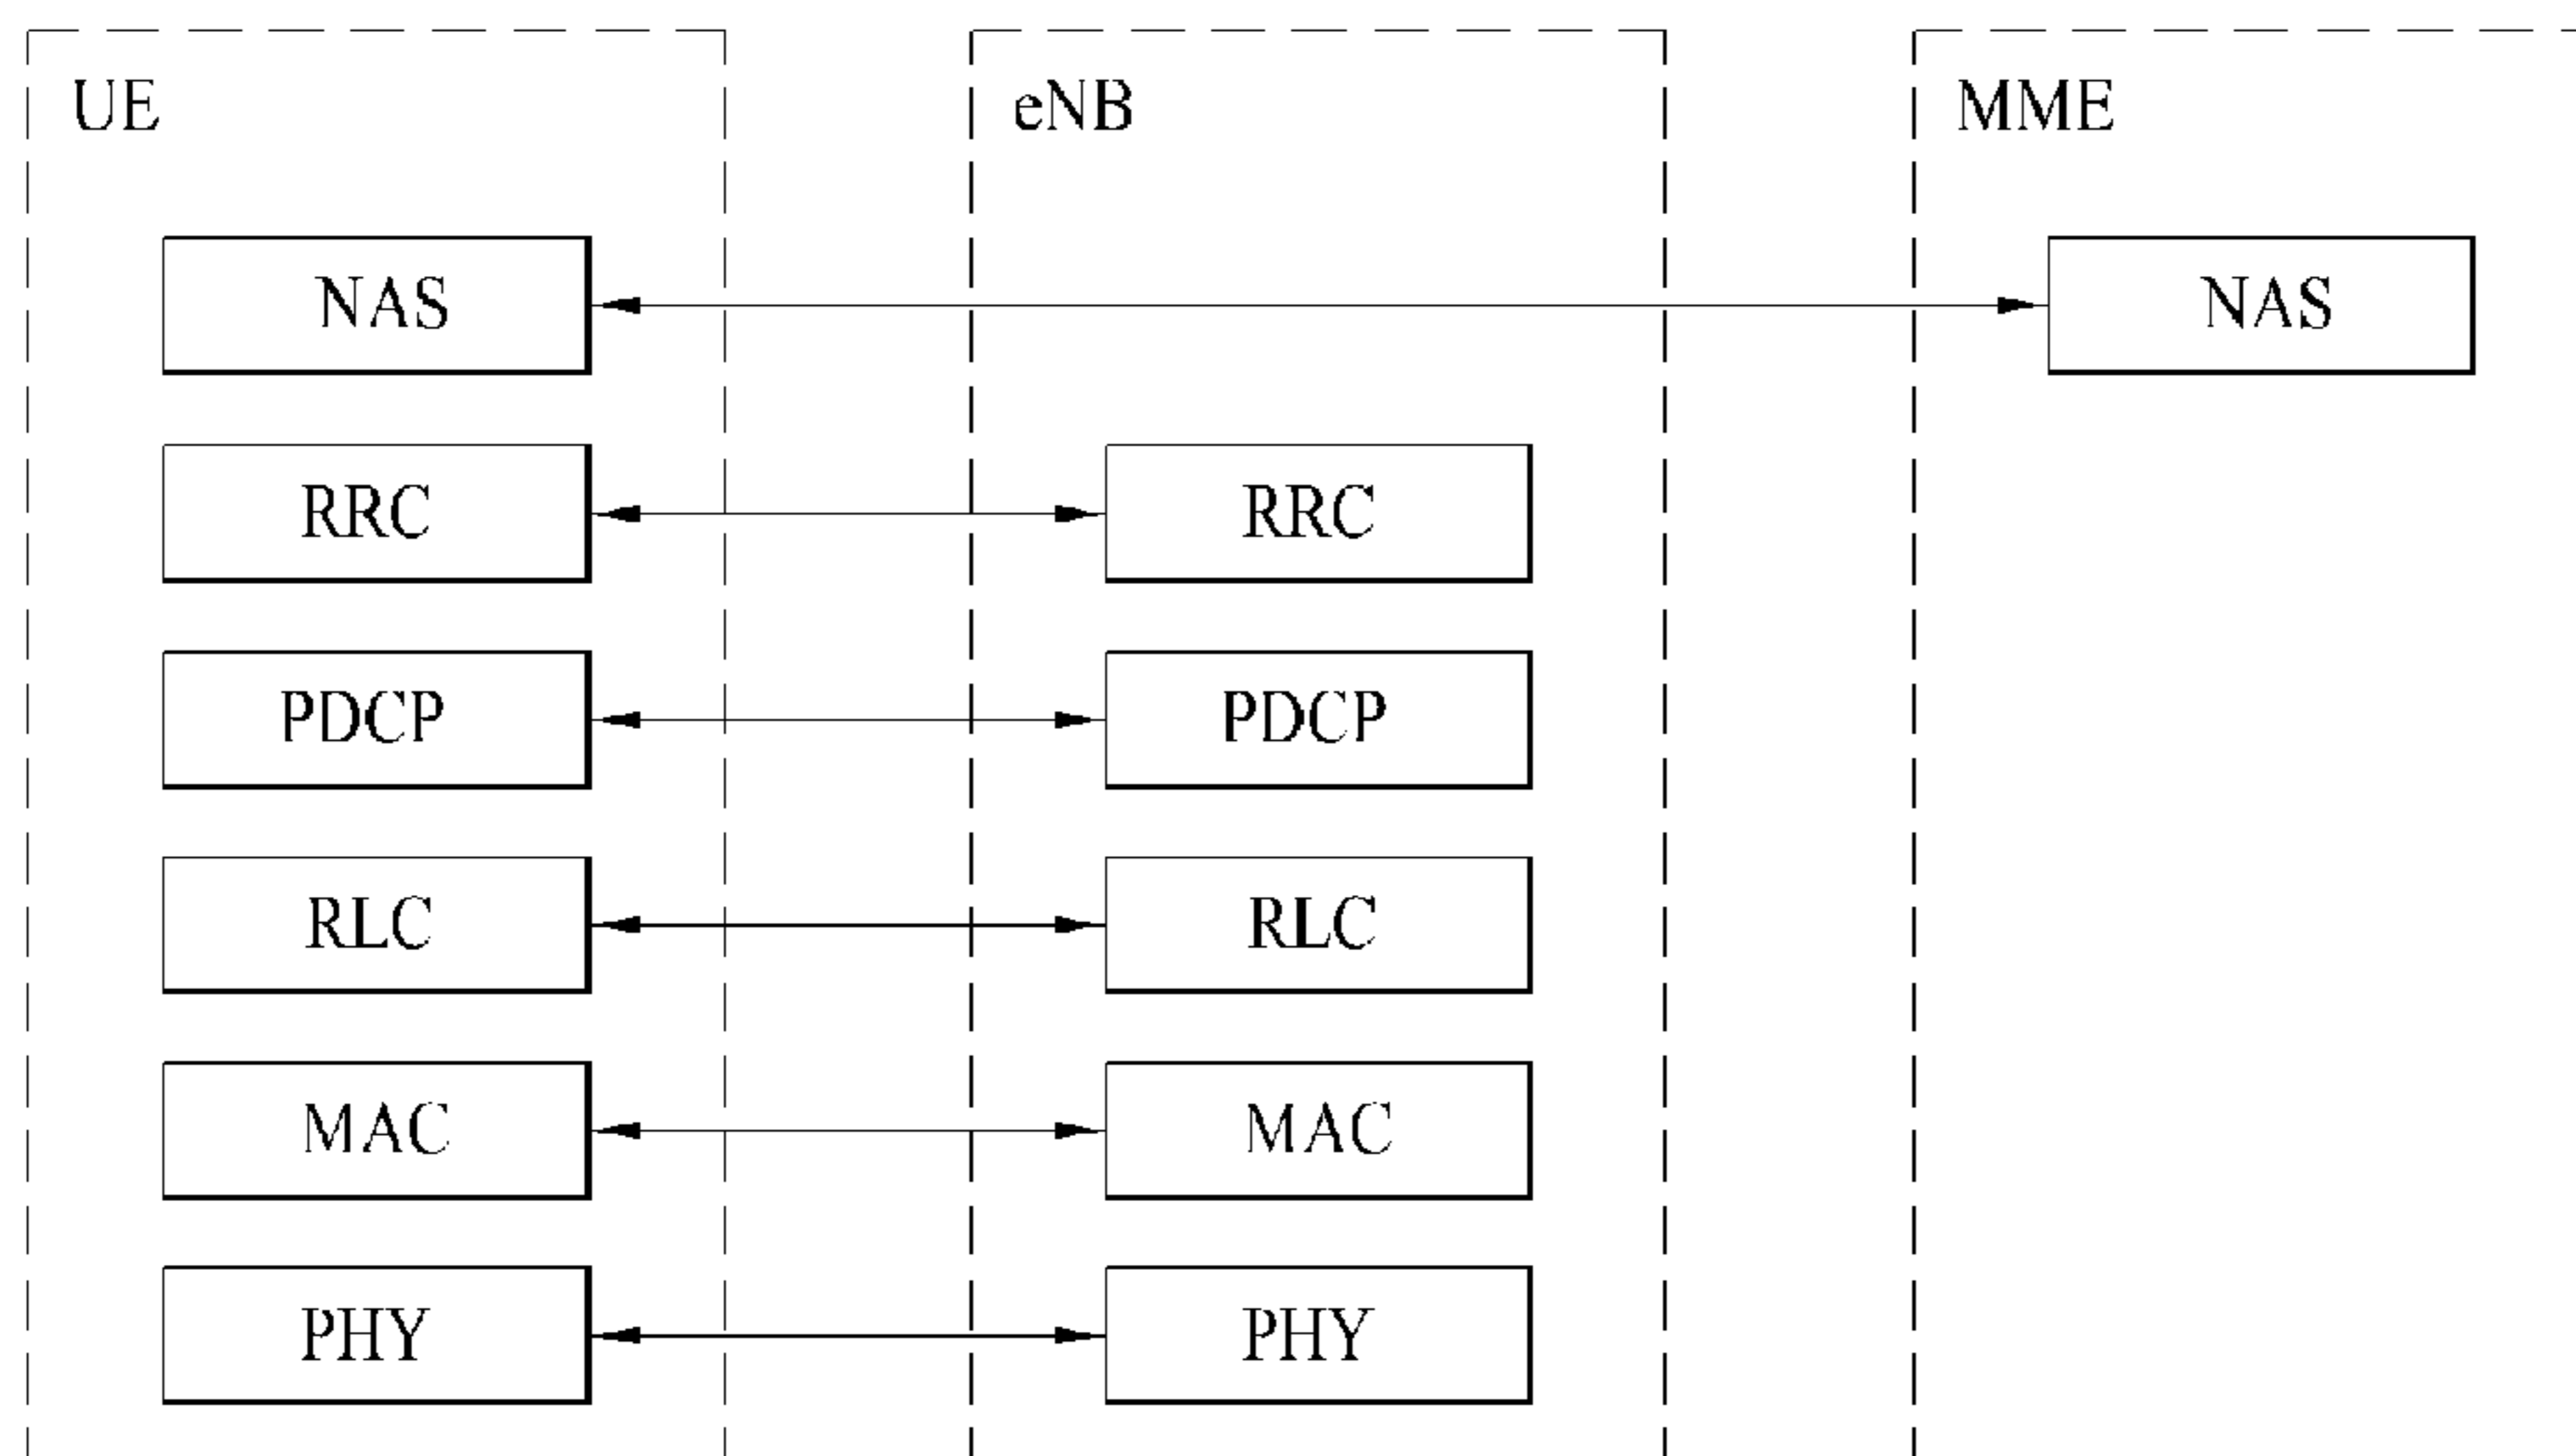 UE eNB MME
NAS NAS
RRC RRC
PDCP PDCP
RLC RLC
MAC MAC
PHY PHY